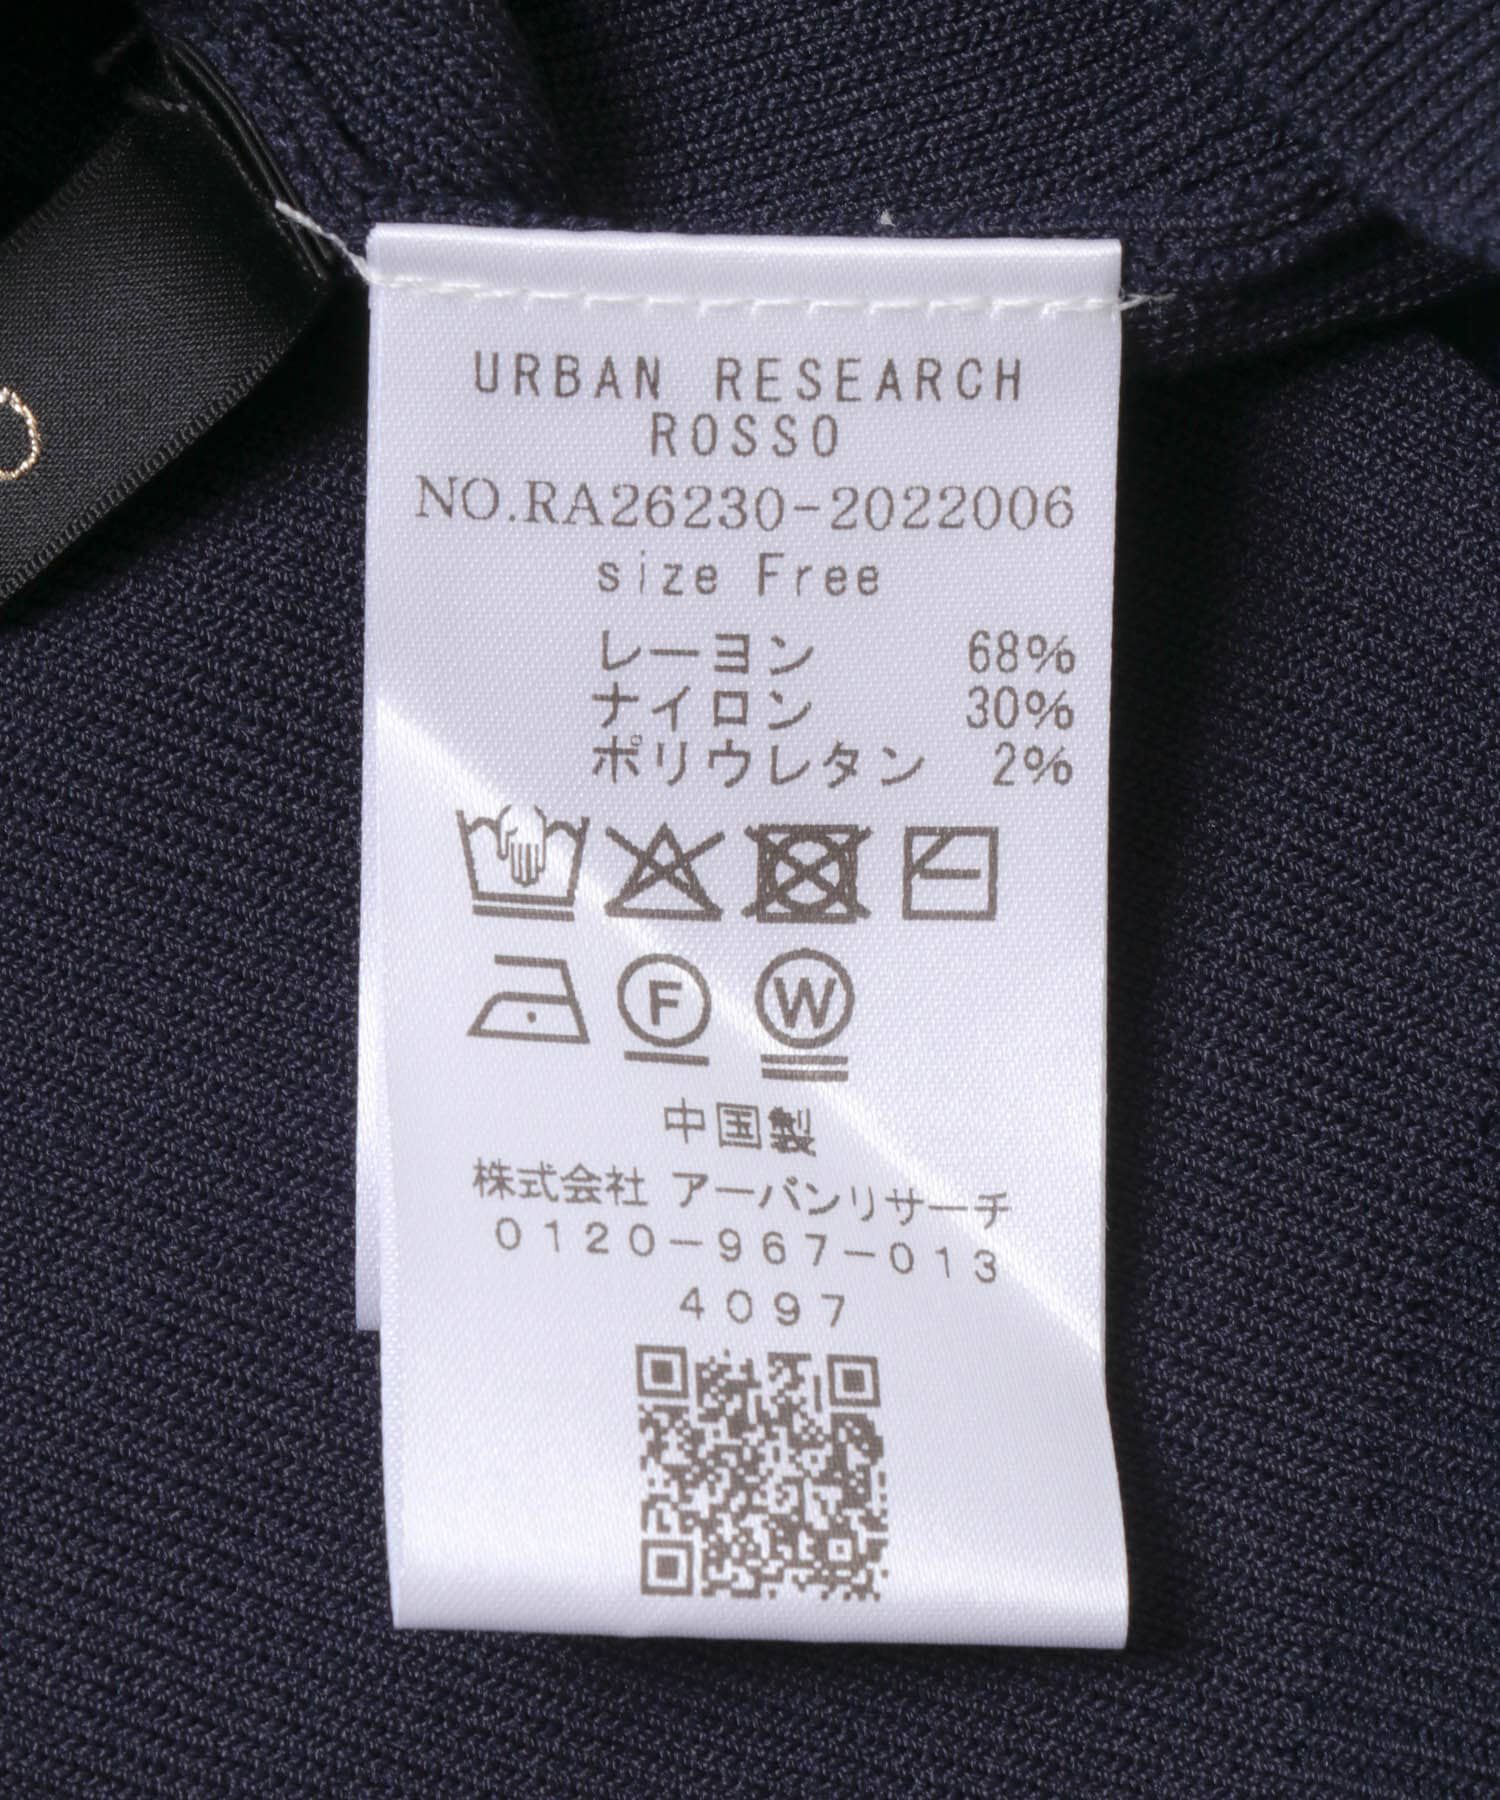 URBAN RESEARCH
ROSSO
NO.RA26230-2022006
size Free
レーヨン 68%
ナイロン 30%
ポリウレタン 2%
F W
中国製
株式会社 アーバンリサーチ
0120-967-013
4097